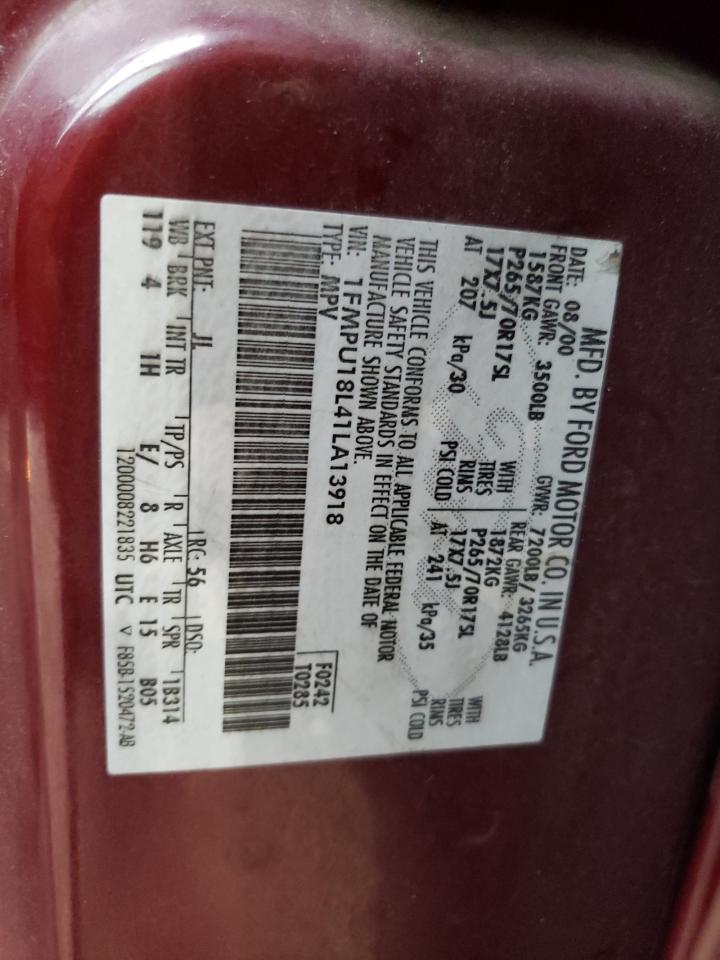 MFD. BY FORD MOTOR CO. IN U.S.A.
DATE: 08/00 GVWR: 7200LB/ 3265KG
FRONT GAWR: 3500LB REAR GAWR: 4128LB
1587KG WITH 1872KG WITH
P265/70R17SL TIRES P265/70R17SL TIRES
17X7.5J RIMS 17X7.5J RIMS
AT 207 kPa/30 PSI COLD AT 241 kPa/35 PSI COLD
THIS VEHICLE CONFORMS TO ALL APPLICABLE FEDERAL MOTOR
VEHICLE SAFETY STANDARDS IN EFFECT ON THE DATE OF
MANUFACTURE SHOWN ABOVE.
VIN: 1FMPU18L41LA13918
TYPE: MPV
F0242
T0285
EXT PNT: JL RC: 56 DSO:
WB BRK INT TR TP/PS R AXLE TR SPR 1B314
119 4 1H E/ 8 H6 E 15 B05
1200008221835 UTC V F85B-1520472-AB